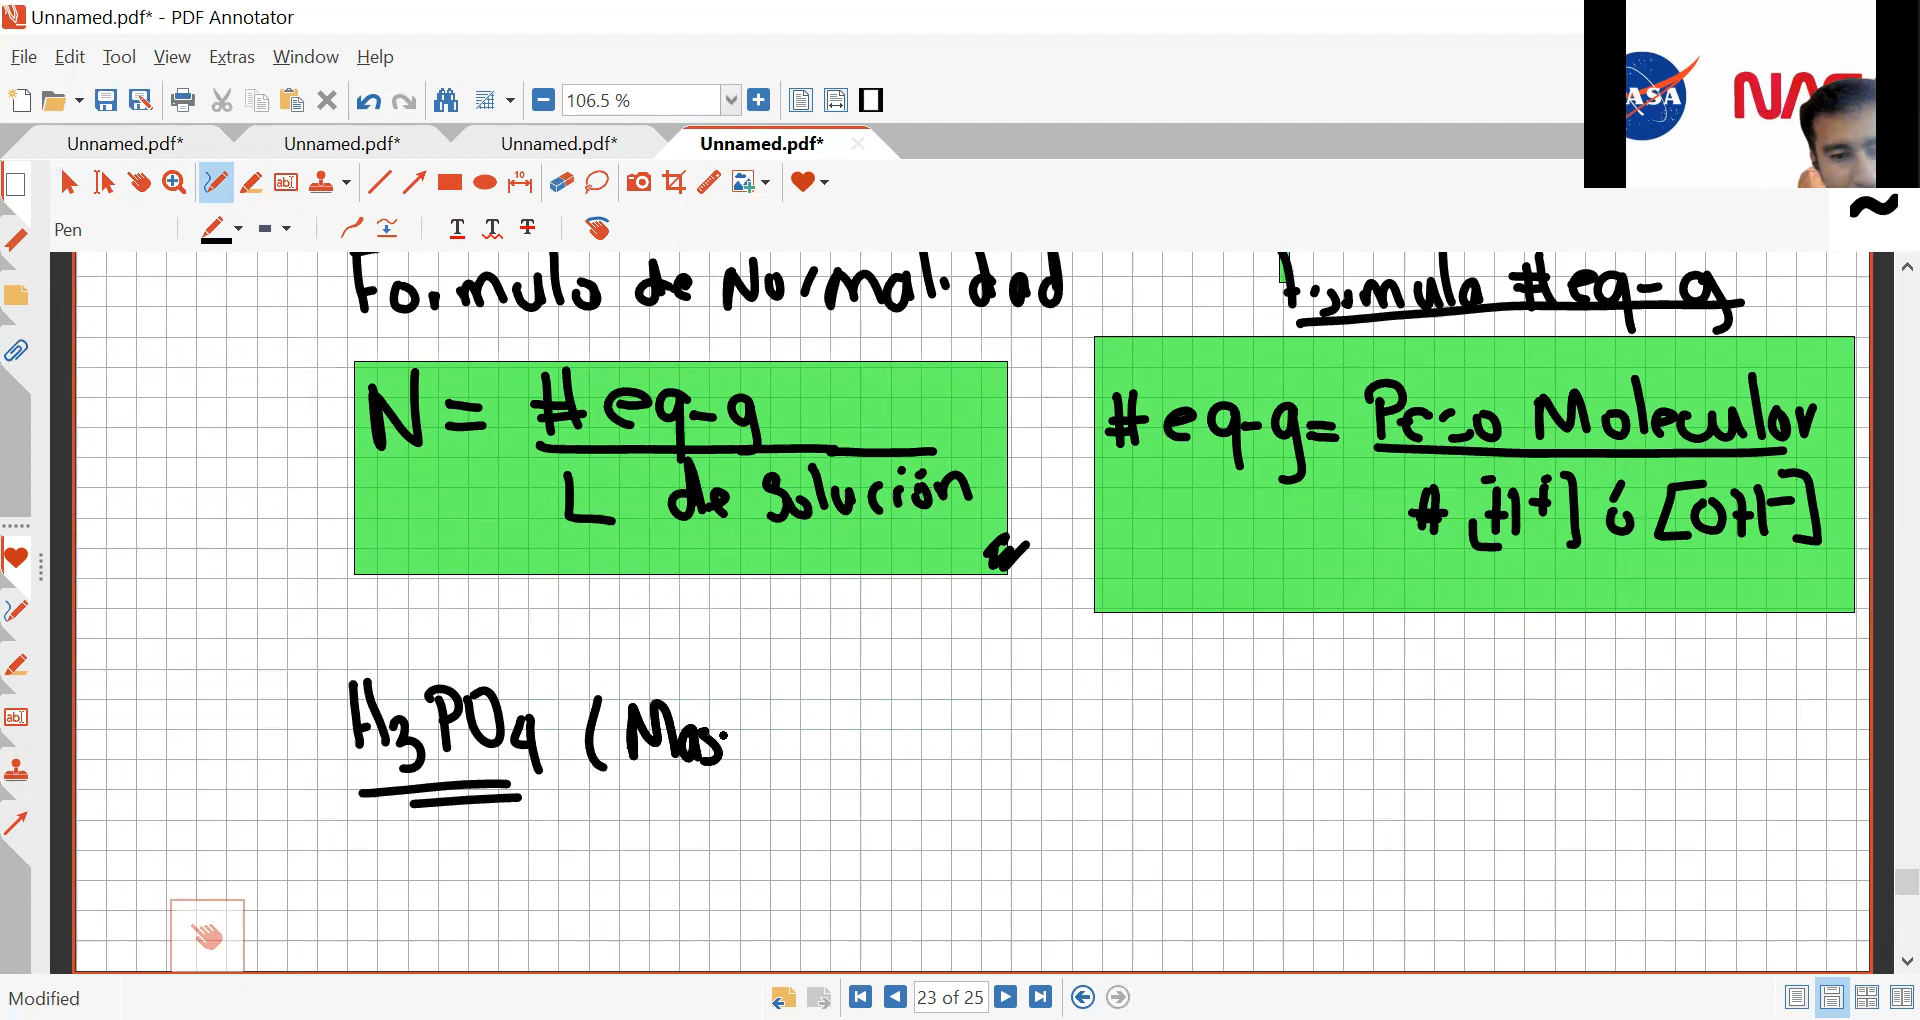 Unnamed.pdf* - PDF Annotator
File Edit Tool View Extras Window Help
106.5 %
Unnamed.pdf* Unnamed.pdf* Unnamed.pdf* Unnamed.pdf*
Pen
Formula de Normalidad
Formula # eq-g
N = # eq-g
L de solución
# eq-g = Peso Molecular
# [H+] ó [OH-]
H3PO4 (Mas
Modified
23 of 25